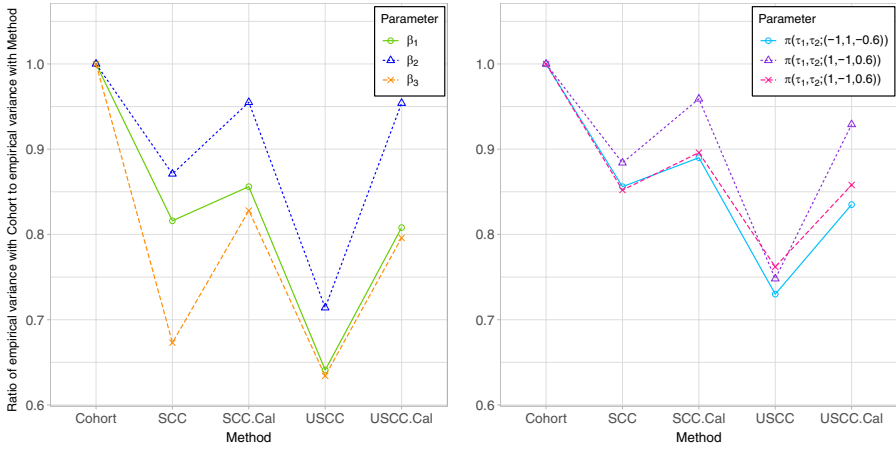 Ratio of empirical variance with Cohort to empirical variance with Method
1.0
0.9
0.8
0.7
0.6
Cohort SCC SCC.Cal USCC USCC.Cal
Method
Parameter
β1
β2
β3
1.0
0.9
0.8
0.7
0.6
Cohort SCC SCC.Cal USCC USCC.Cal
Method
Parameter
π(τ1,τ2;(−1,1,−0.6))
π(τ1,τ2;(1,−1,0.6))
π(τ1,τ2;(1,−1,0.6))